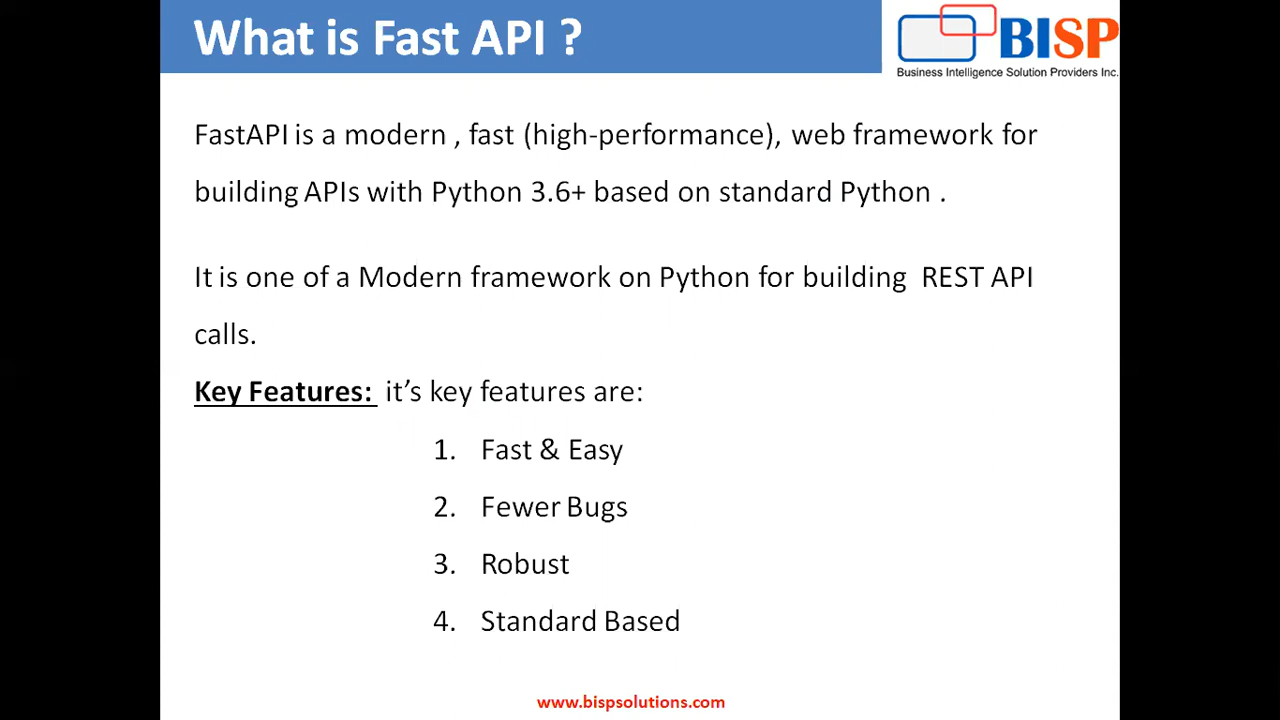 What is Fast API ?
BISP
Business Intelligence Solution Providers Inc.
FastAPI is a modern , fast (high-performance), web framework for
building APIs with Python 3.6+ based on standard Python .
It is one of a Modern framework on Python for building  REST API
calls.
Key Features:  it’s key features are:
1. Fast & Easy
2. Fewer Bugs
3. Robust
4. Standard Based
www.bispsolutions.com